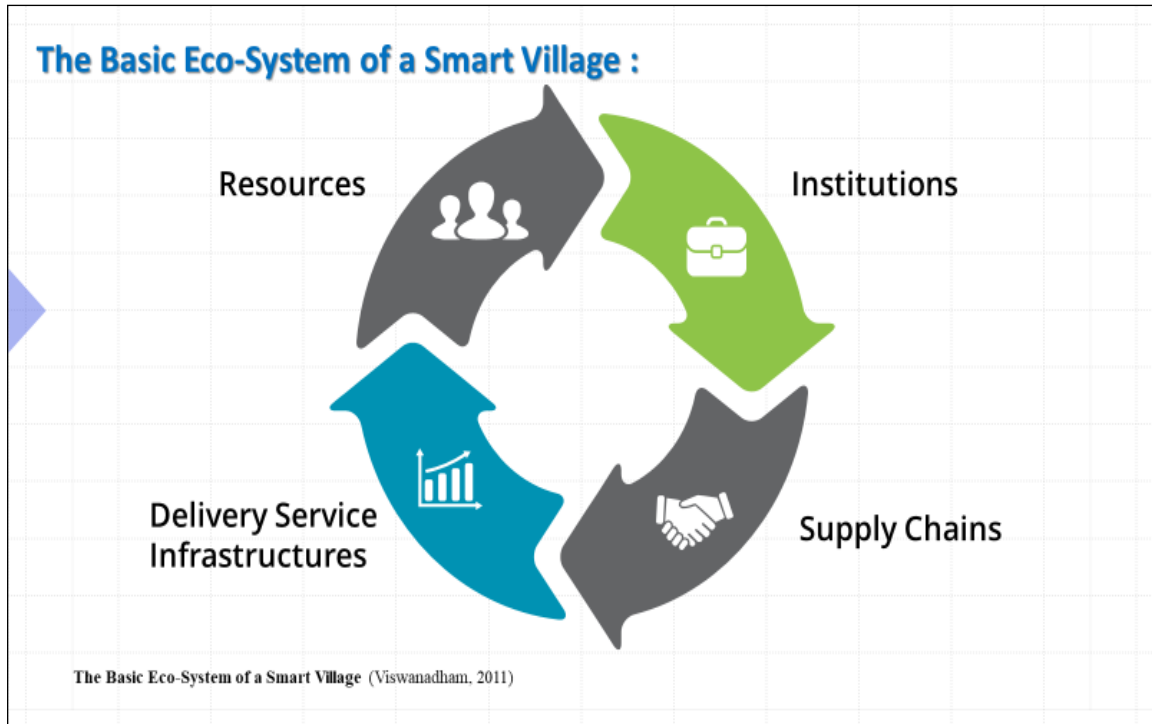 The Basic Eco-System of a Smart Village :
Resources
Institutions
Delivery Service
Infrastructures
Supply Chains
The Basic Eco-System of a Smart Village (Viswanadham, 2011)